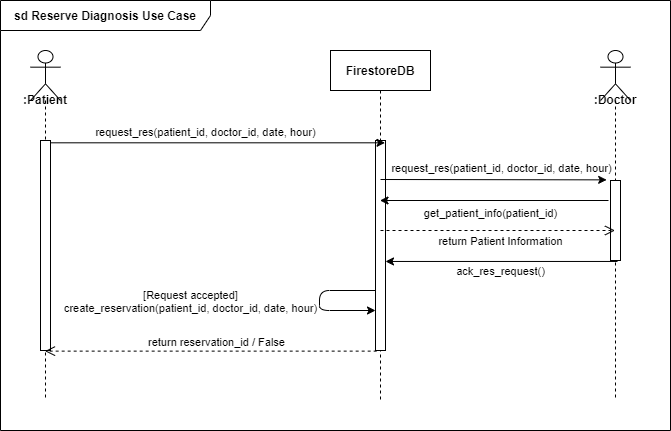 sd Reserve Diagnosis Use Case
:Patient
FirestoreDB
:Doctor
request_res(patient_id, doctor_id, date, hour)
request_res(patient_id, doctor_id, date, hour)
get_patient_info(patient_id)
return Patient Information
ack_res_request()
[Request accepted]
create_reservation(patient_id, doctor_id, date, hour)
return reservation_id / False